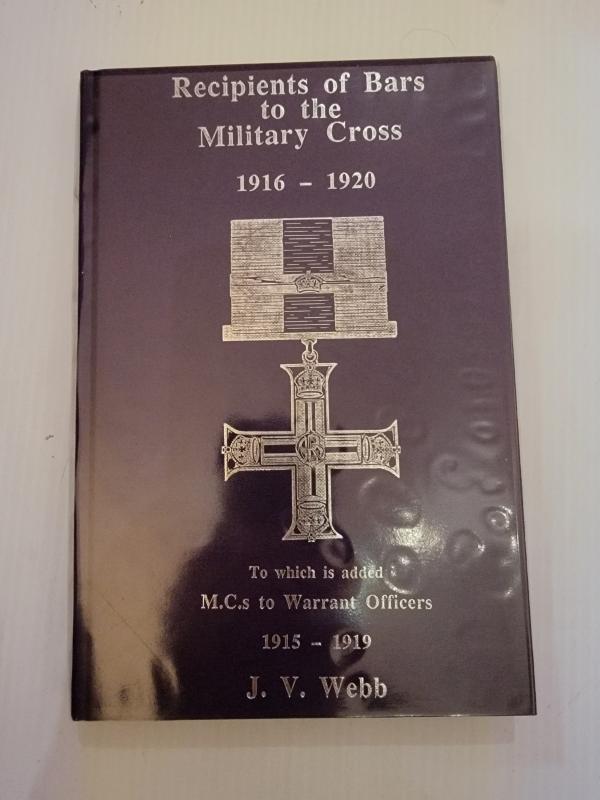 Recipients of Bars
to the
Military Cross
1916 - 1920
To which is added
M.C.s to Warrant Officers
1915 - 1919
J. V. Webb